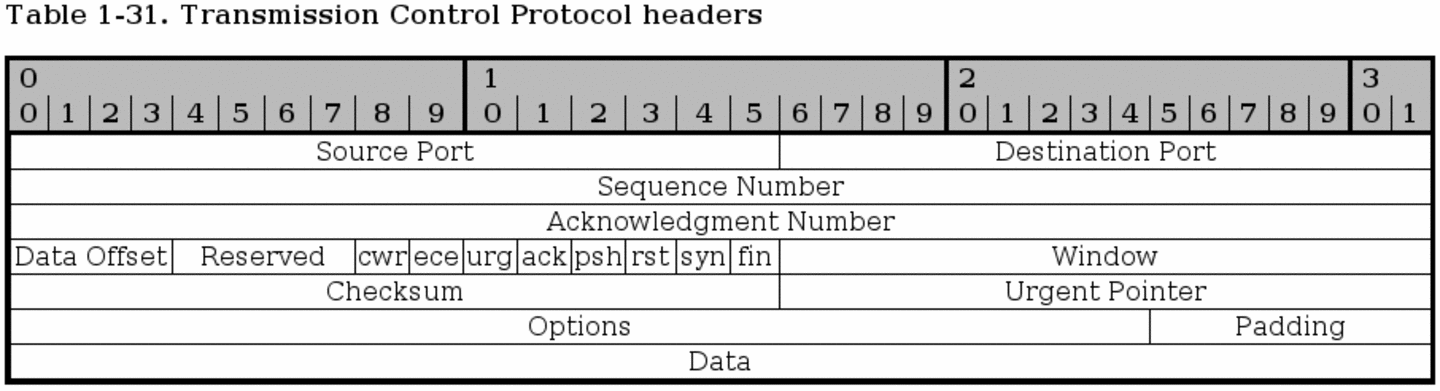 Table 1-31. Transmission Control Protocol headers
0 1 2 3
0 1 2 3 4 5 6 7 8 9 0 1 2 3 4 5 6 7 8 9 0 1 2 3 4 5 6 7 8 9 0 1
Source Port Destination Port
Sequence Number
Acknowledgment Number
Data Offset Reserved cwr ece urg ack psh rst syn fin Window
Checksum Urgent Pointer
Options Padding
Data